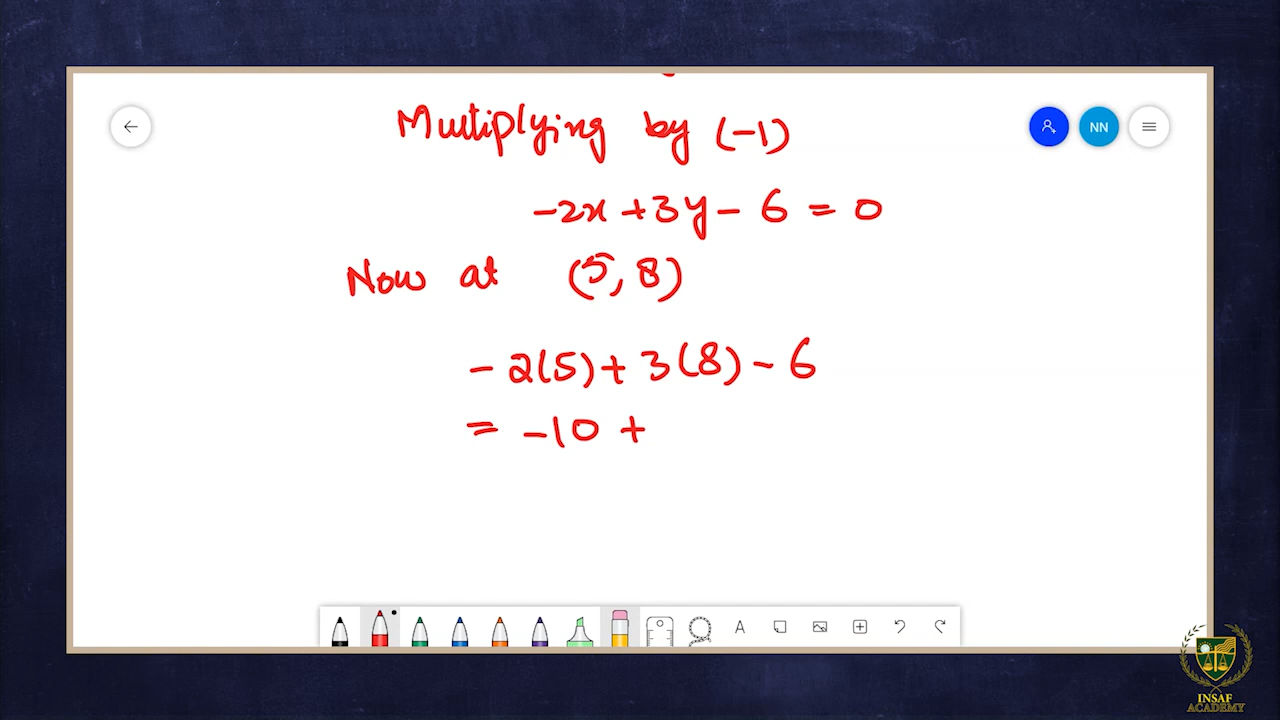 Multiplying by (-1)
NN
-2x + 3y - 6 = 0
Now at (5, 8)
- 2(5) + 3(8) - 6
= -10 +
A
INSAF
ACADEMY